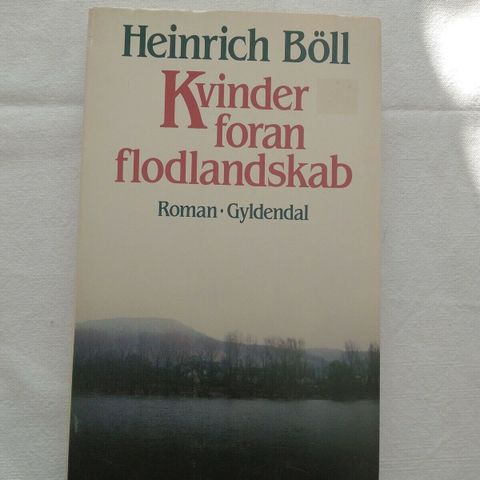 Heinrich Böll
Kvinder
foran
flodlandskab
Roman · Gyldendal